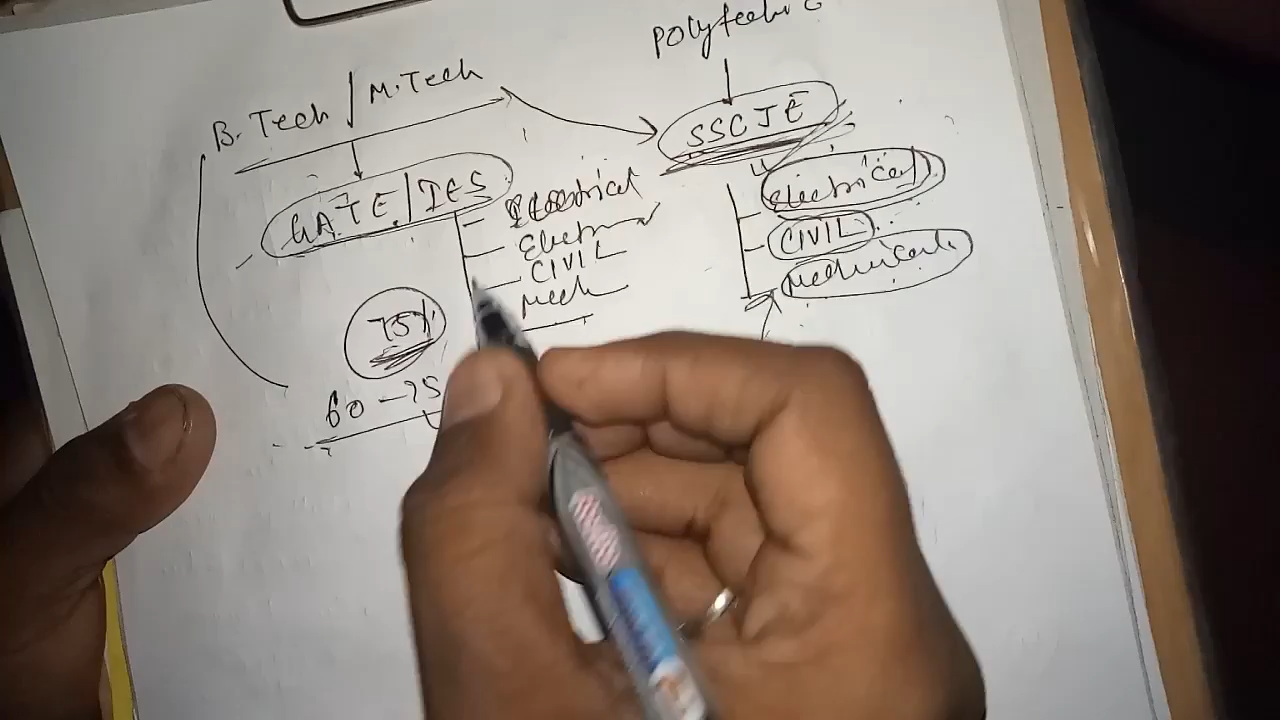 Polytechnic
B.Tech / M.Tech
SSC JE
GATE/IES
Electrical
Electron
CIVIL
Mech
Electrical
CIVIL
Mechanical
75%
60-75